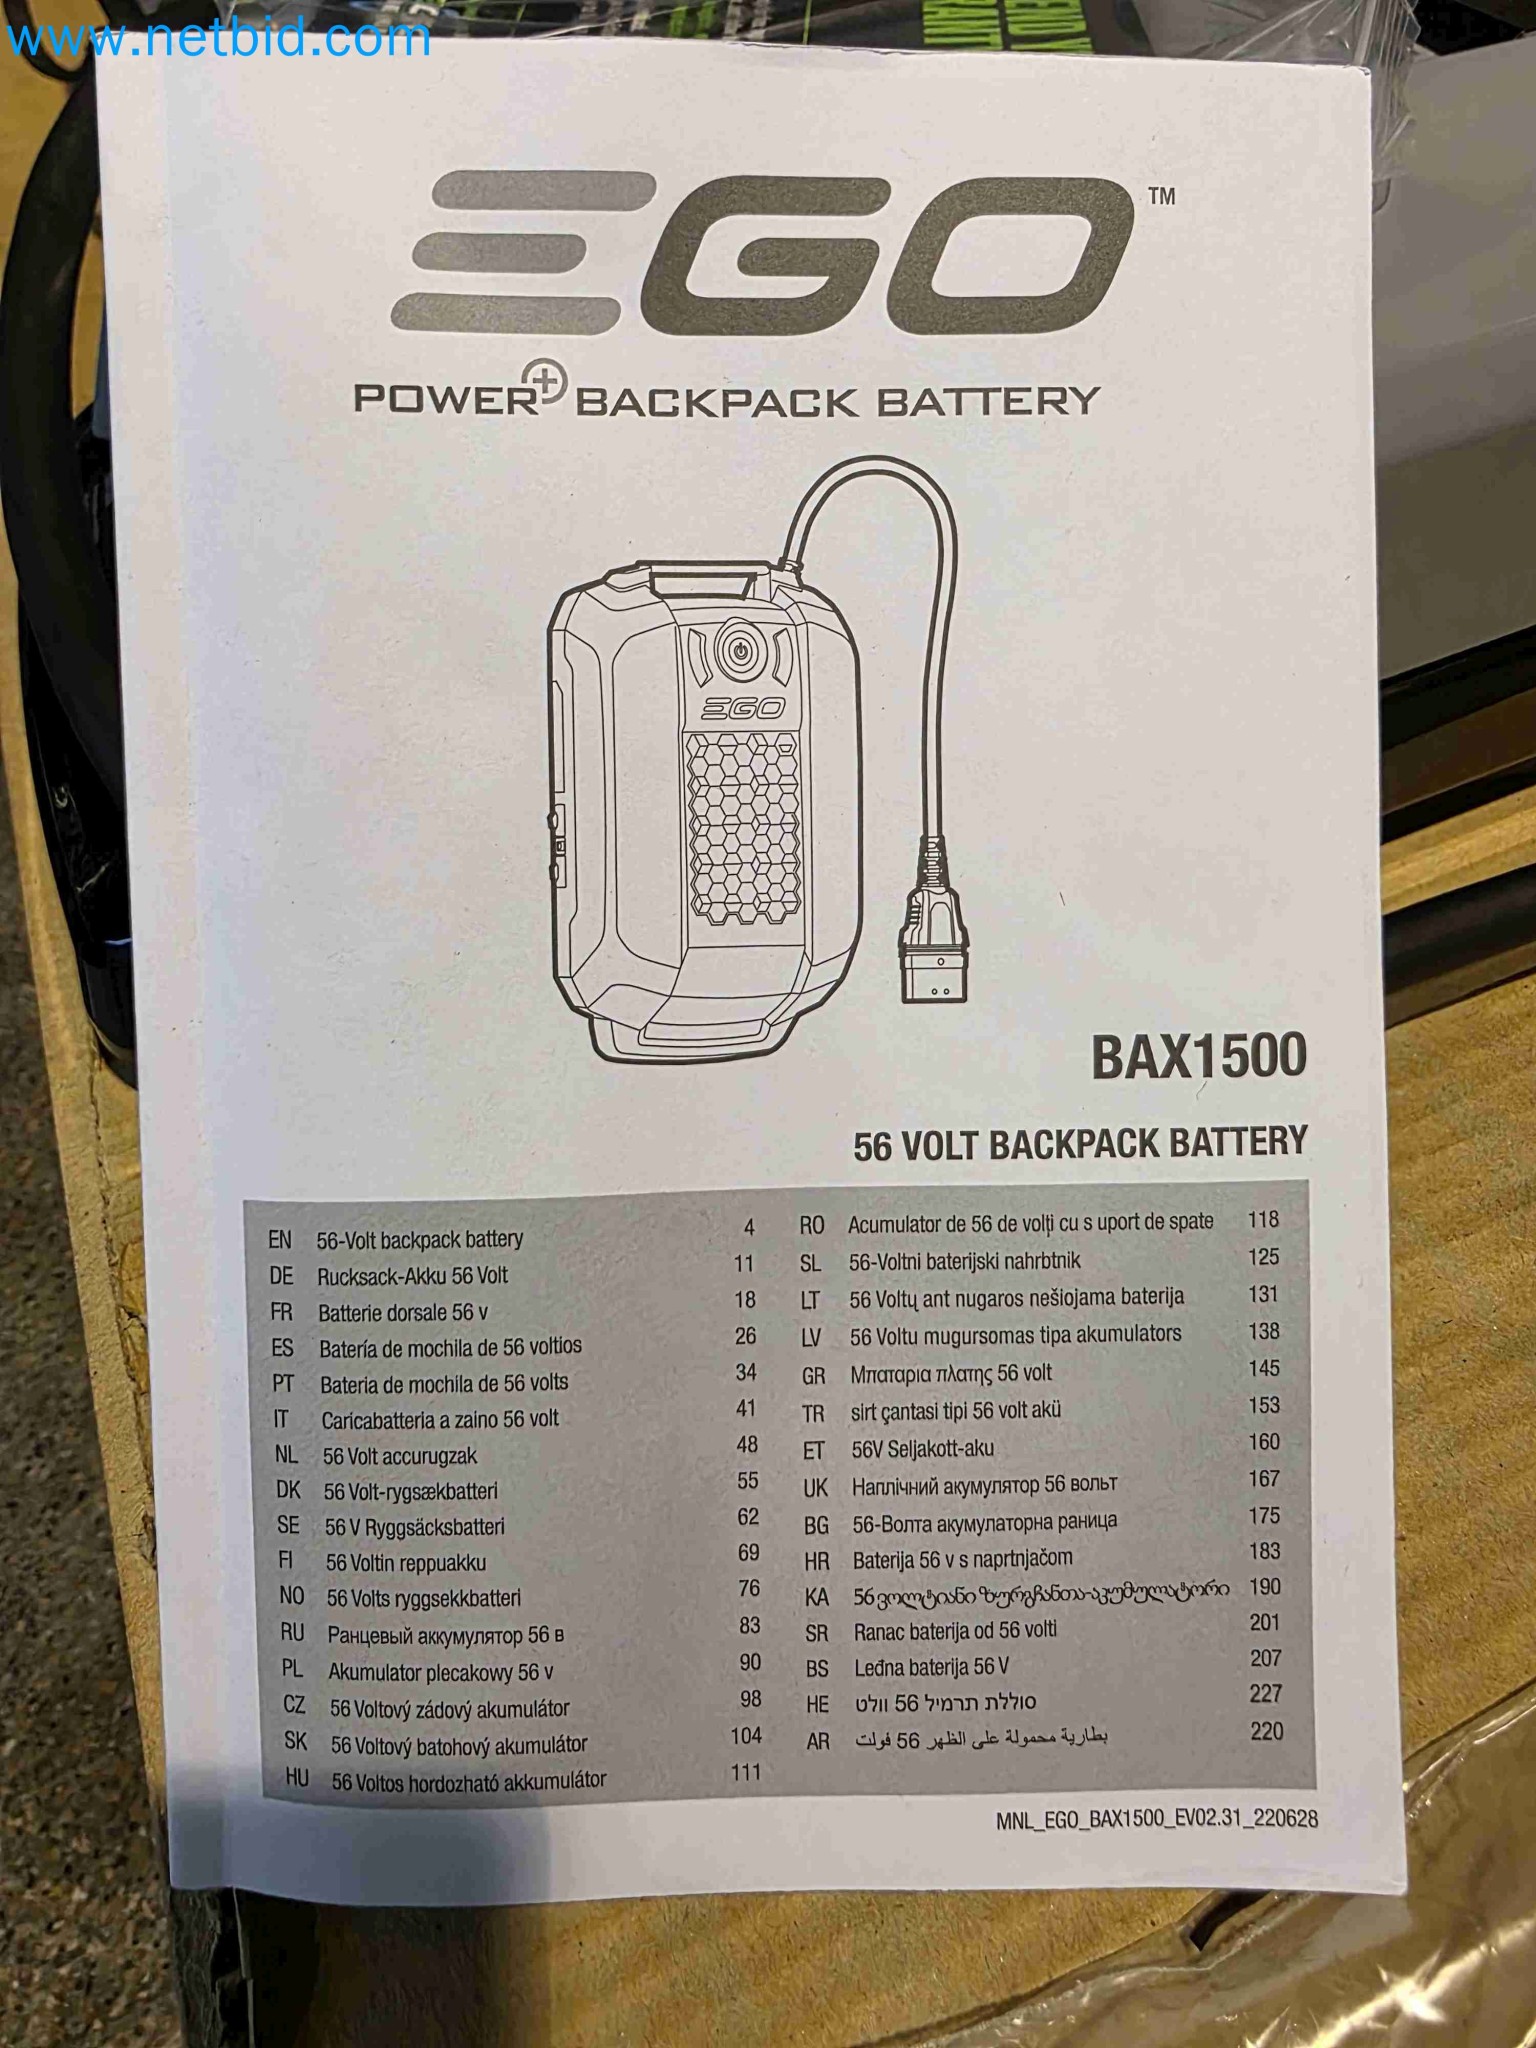 www.netbid.com
EGO™
POWER+ BACKPACK BATTERY
EGO
BAX1500
56 VOLT BACKPACK BATTERY
EN 56-Volt backpack battery 4
DE Rucksack-Akku 56 Volt 11
FR Batterie dorsale 56 v 18
ES Batería de mochila de 56 voltios 26
PT Bateria de mochila de 56 volts 34
IT Caricabatteria a zaino 56 volt 41
NL 56 Volt accurugzak 48
DK 56 Volt-rygsækbatteri 55
SE 56 V Ryggsäcksbatteri 62
FI 56 Voltin reppuakku 69
NO 56 Volts ryggsekkbatteri 76
RU Ранцевый аккумулятор 56 в 83
PL Akumulator plecakowy 56 v 90
CZ 56 Voltový zádový akumulátor 98
SK 56 Voltový batohový akumulátor 104
HU 56 Voltos hordozható akkumulátor 111
RO Acumulator de 56 de volți cu s uport de spate 118
SL 56-Voltni baterijski nahrbtnik 125
LT 56 Voltų ant nugaros nešiojama baterija 131
LV 56 Voltu mugursomas tipa akumulators 138
GR Μπαταρια πλατης 56 volt 145
TR sirt çantasi tipi 56 volt akü 153
ET 56V Seljakott-aku 160
UK Наплічний акумулятор 56 вольт 167
BG 56-Волта акумулаторна раница 175
HR Baterija 56 v s naprtnjačom 183
KA 56 ვოლტიანი ზურგჩანთა-აკუმულატორი 190
SR Ranac baterija od 56 volti 201
BS Leđna baterija 56 V 207
HE סוללת תרמיל 56 וולט 227
AR بطارية محمولة على الظهر 56 فولت 220
MNL_EGO_BAX1500_EV02.31_220628